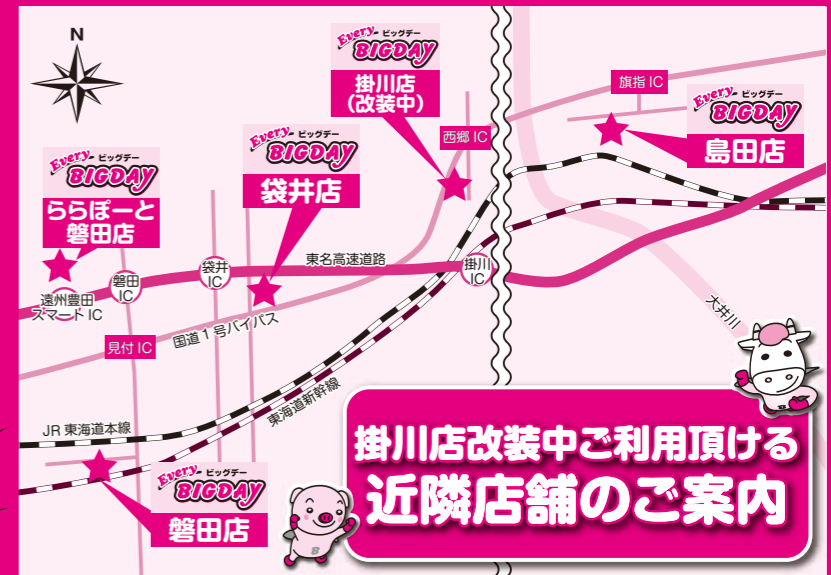 N
Every
ビッグデー
BIGDAY
掛川店
(改装中)
旗指 IC
Every
ビッグデー
BIGDAY
島田店
西郷 IC
Every
ビッグデー
BIGDAY
袋井店
Every
ビッグデー
BIGDAY
ららぽーと
磐田店
東名高速道路
掛川
IC
袋井
IC
磐田
IC
遠州豊田
スマート IC
国道1号バイパス
見付 IC
大井川
東海道新幹線
JR 東海道本線
Every
ビッグデー
BIGDAY
磐田店
掛川店改装中ご利用頂ける
近隣店舗のご案内